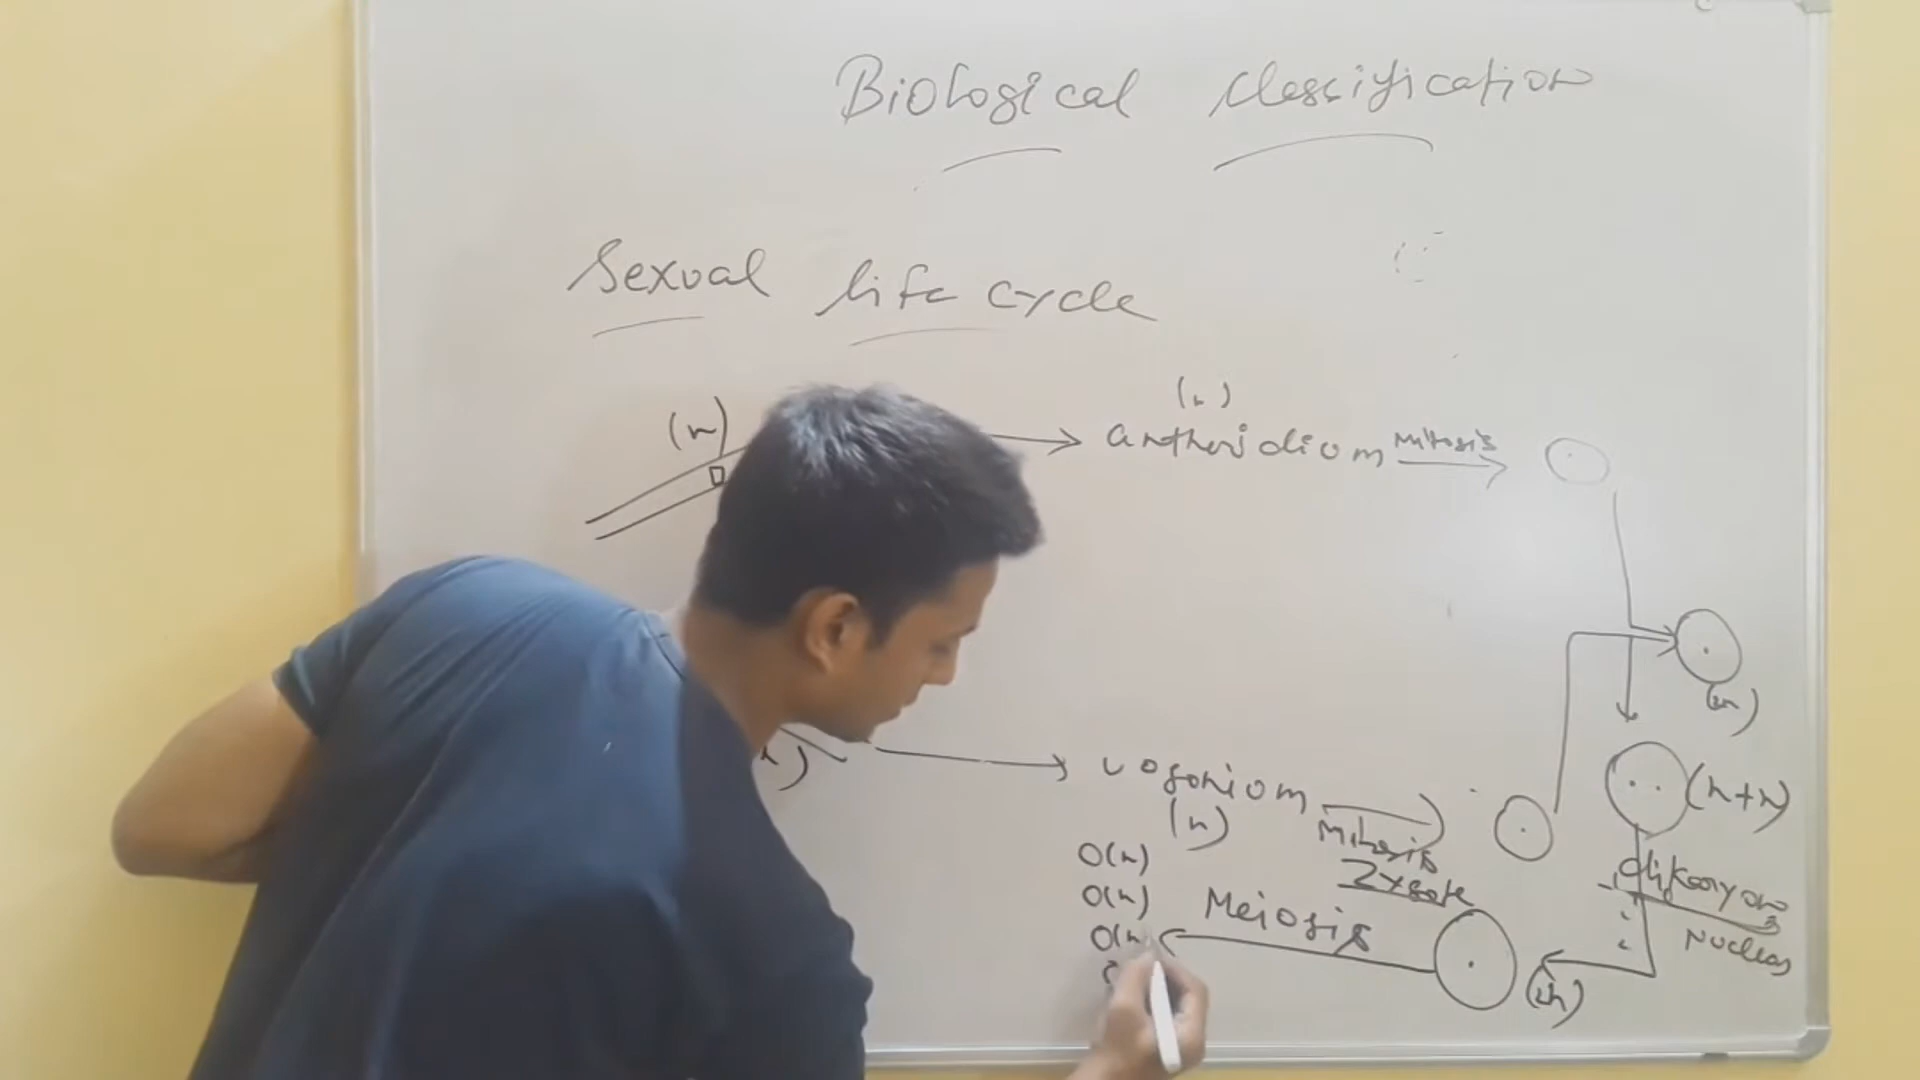 Biological classification
Sexual life cycle
(n)
(n)
antheridium Mitosis
(2n)
(n+n)
oogonium
(n)
Mitosis
Zygote
dikaryon
Nucleus
O(n)
O(n)
O(n
Meiosis
(2n)